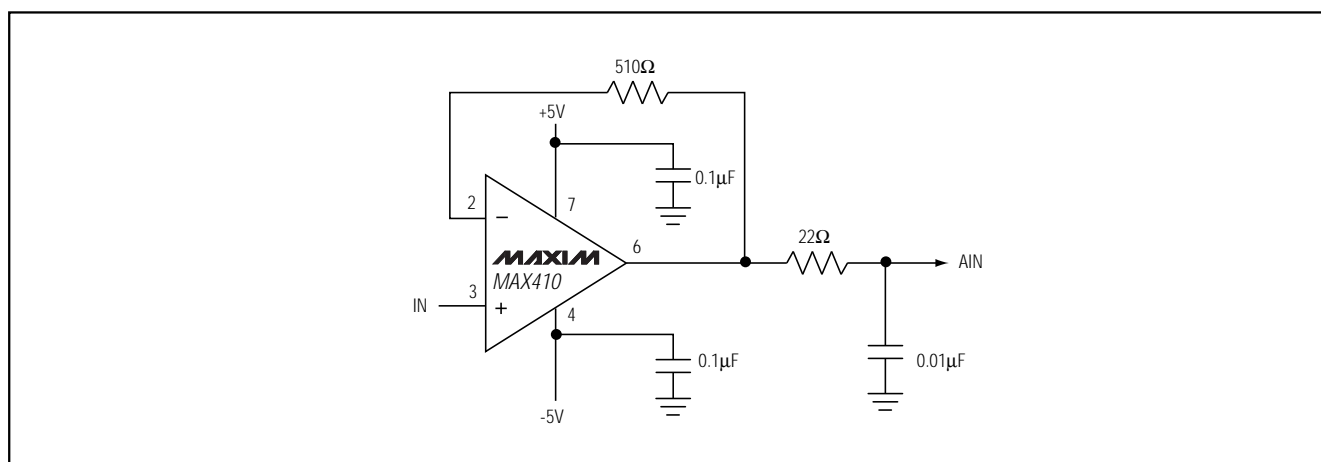 510Ω
+5V
0.1µF
2
7
−
22Ω
6
MAXIM
AIN
MAX410
3
IN
+
4
0.1µF
0.01µF
-5V